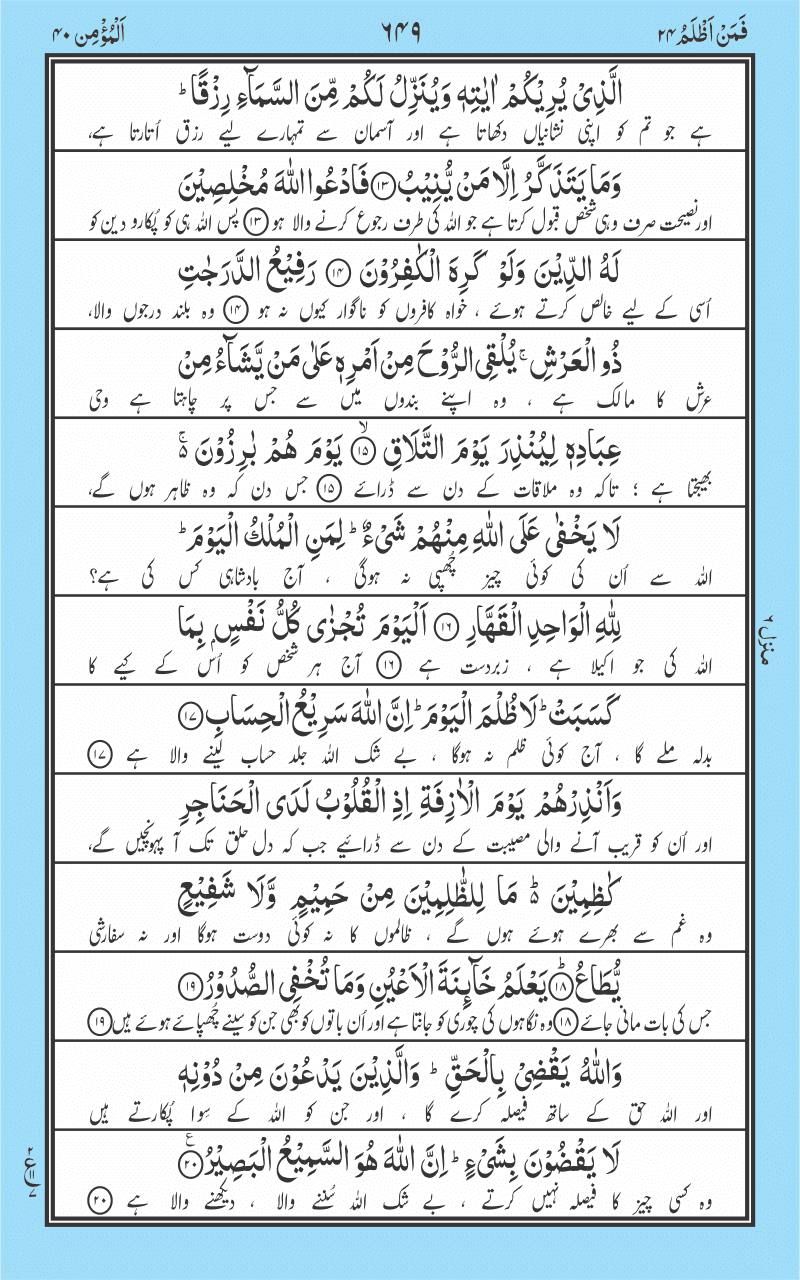 فَمَنْ اَظْلَمُ ۲۴
۶۴۹
اَلْمُؤْمِن ۴۰
الَّذِیْ یُرِیْکُمْ اٰیٰتِهٖ وَیُنَزِّلُ لَکُمْ مِّنَ السَّمَآءِ رِزْقًا ؕ
ہے جو تم کو اپنی نشانیاں دکھاتا ہے اور آسمان سے تمہارے لیے رزق اُتارتا ہے،
وَمَا یَتَذَکَّرُ اِلَّا مَنْ یُّنِیْبُ ۱۳ فَادْعُوا اللّٰهَ مُخْلِصِیْنَ
اور نصیحت صرف وہی شخص قبول کرتا ہے جو اللہ کی طرف رجوع کرنے والا ہو ۱۳ پس اللہ ہی کو پُکارو دین کو
لَهُ الدِّیْنَ وَلَوْ کَرِهَ الْکٰفِرُوْنَ ۱۴ رَفِیْعُ الدَّرَجٰتِ
اُسی کے لیے خالص کرتے ہوئے ، خواہ کافروں کو ناگوار کیوں نہ ہو ۱۴ وہ بلند درجوں والا،
ذُو الْعَرْشِ ۚ یُلْقِی الرُّوْحَ مِنْ اَمْرِهٖ عَلٰی مَنْ یَّشَآءُ مِنْ
عرش کا مالک ہے ، وہ اپنے بندوں میں سے جس پر چاہتا ہے وحی
عِبَادِهٖ لِیُنْذِرَ یَوْمَ التَّلَاقِ ۱۵ ۙ یَوْمَ هُمْ بٰرِزُوْنَ ۬ۚ
بھیجتا ہے ؛ تاکہ وہ ملاقات کے دن سے ڈرائے ۱۵ جس دن کہ وہ ظاہر ہوں گے،
لَا یَخْفٰی عَلَی اللّٰهِ مِنْهُمْ شَیْءٌ ؕ لِمَنِ الْمُلْكُ الْیَوْمَ ؕ
اللہ سے اُن کی کوئی چیز چُھپی نہ ہوگی ، آج بادشاہی کس کی ہے؟
لِلّٰهِ الْوَاحِدِ الْقَهَّارِ ۱۶ اَلْیَوْمَ تُجْزٰی کُلُّ نَفْسٍۭ بِمَا
اللہ کی جو اکیلا ہے ، زبردست ہے ۱۶ آج ہر شخص کو اُس کے کیے کا
کَسَبَتْ ؕ لَا ظُلْمَ الْیَوْمَ ؕ اِنَّ اللّٰهَ سَرِیْعُ الْحِسَابِ ۱۷
بدلہ ملے گا ، آج کوئی ظلم نہ ہوگا ، بے شک اللہ جلد حساب لینے والا ہے ۱۷
وَاَنْذِرْهُمْ یَوْمَ الْاٰزِفَةِ اِذِ الْقُلُوْبُ لَدَی الْحَنَاجِرِ
اور اُن کو قریب آنے والی مصیبت کے دن سے ڈرائیے جب کہ دل حلق تک آ پہونچیں گے،
کٰظِمِیْنَ ۬ؕ مَا لِلظّٰلِمِیْنَ مِنْ حَمِیْمٍ وَّلَا شَفِیْعٍ
وہ غم سے بھرے ہوئے ہوں گے ، ظالموں کا نہ کوئی دوست ہوگا اور نہ سفارشی
یُّطَاعُ ۱۸ ؕ یَعْلَمُ خَآئِنَةَ الْاَعْیُنِ وَمَا تُخْفِی الصُّدُوْرُ ۱۹
جس کی بات مانی جائے ۱۸ وہ نگاہوں کی چوری کو جانتا ہے اور اُن باتوں کو بھی جن کو سینے چُھپائے ہوئے ہیں ۱۹
وَاللّٰهُ یَقْضِیْ بِالْحَقِّ ؕ وَالَّذِیْنَ یَدْعُوْنَ مِنْ دُوْنِهٖ
اور اللہ حق کے ساتھ فیصلہ کرے گا ، اور جن کو اللہ کے سِوا پُکارتے ہیں
لَا یَقْضُوْنَ بِشَیْءٍ ؕ اِنَّ اللّٰهَ هُوَ السَّمِیْعُ الْبَصِیْرُ ۲۰ ع
وہ کسی چیز کا فیصلہ نہیں کرتے ، بے شک اللہ سُننے والا ، دیکھنے والا ہے ۲۰
منزل ۶
۲ ع ۷